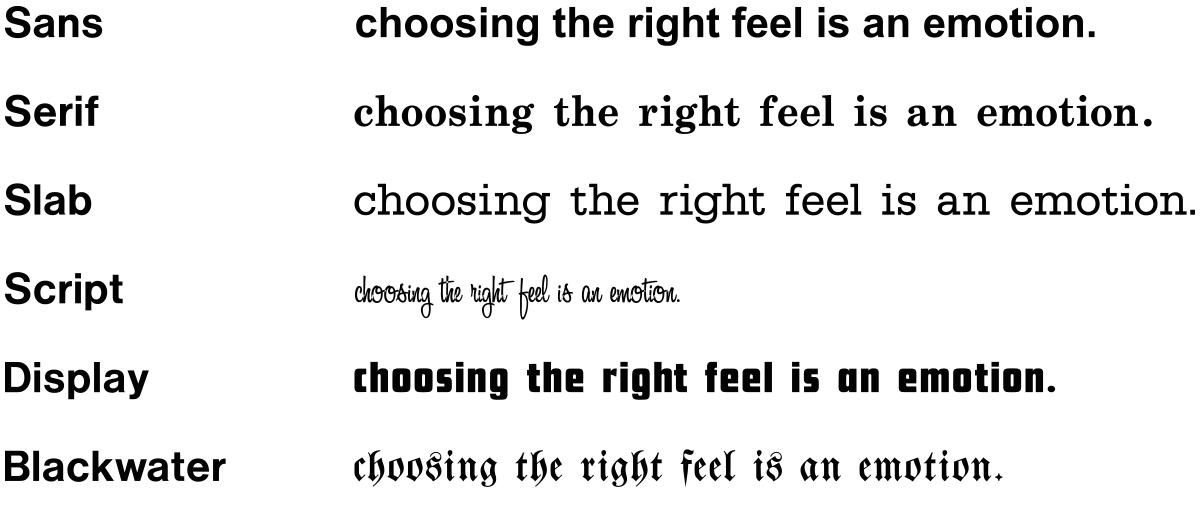 Sans choosing the right feel is an emotion.
Serif choosing the right feel is an emotion.
Slab choosing the right feel is an emotion.
Script choosing the right feel is an emotion.
Display choosing the right feel is an emotion.
Blackwater choosing the right feel is an emotion.